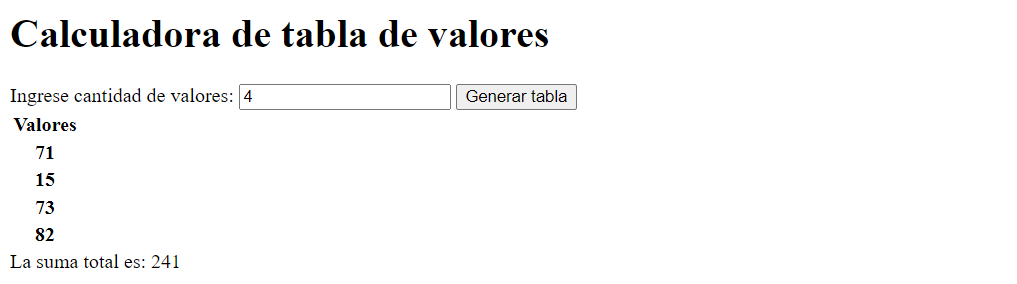 Calculadora de tabla de valores
Ingrese cantidad de valores: 4 Generar tabla
Valores
71
15
73
82
La suma total es: 241